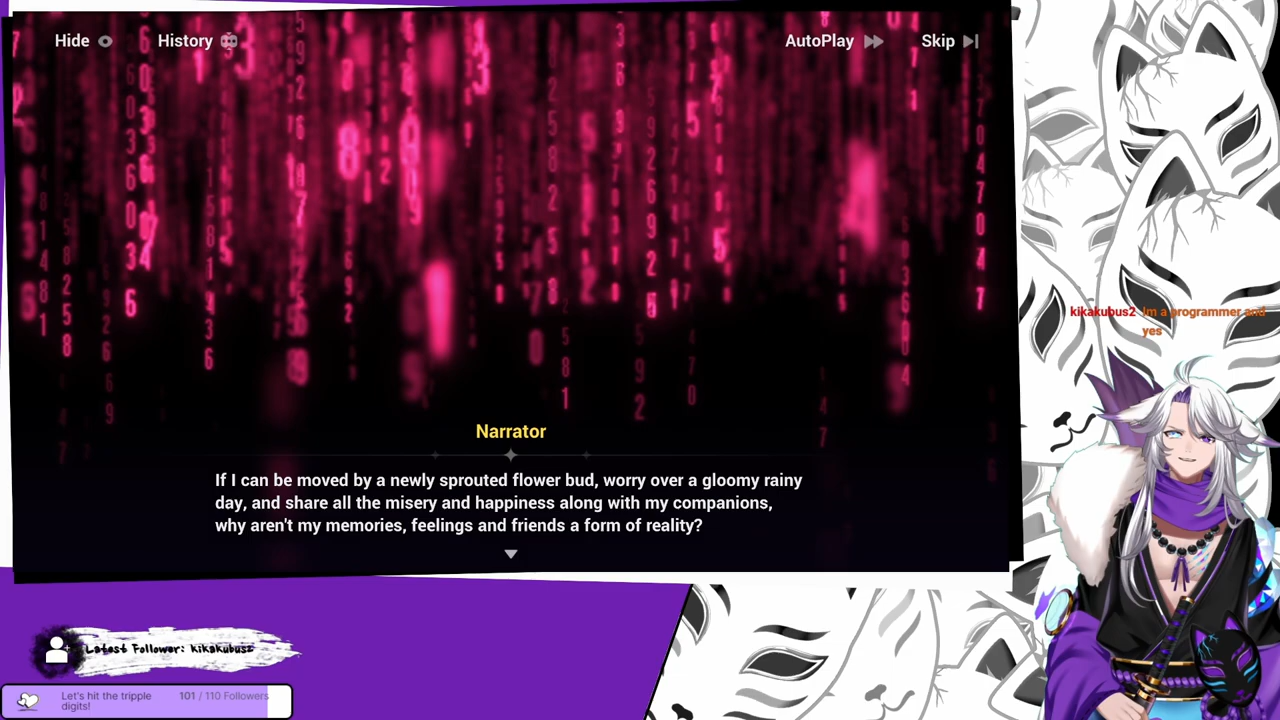 Hide
History
AutoPlay
Skip
kikakubus2 Im a programmer and
yes
Narrator
If I can be moved by a newly sprouted flower bud, worry over a gloomy rainy
day, and share all the misery and happiness along with my companions,
why aren't my memories, feelings and friends a form of reality?
Latest Follower: kikakubus2
Let's hit the tripple
digits!
101 / 110 Followers